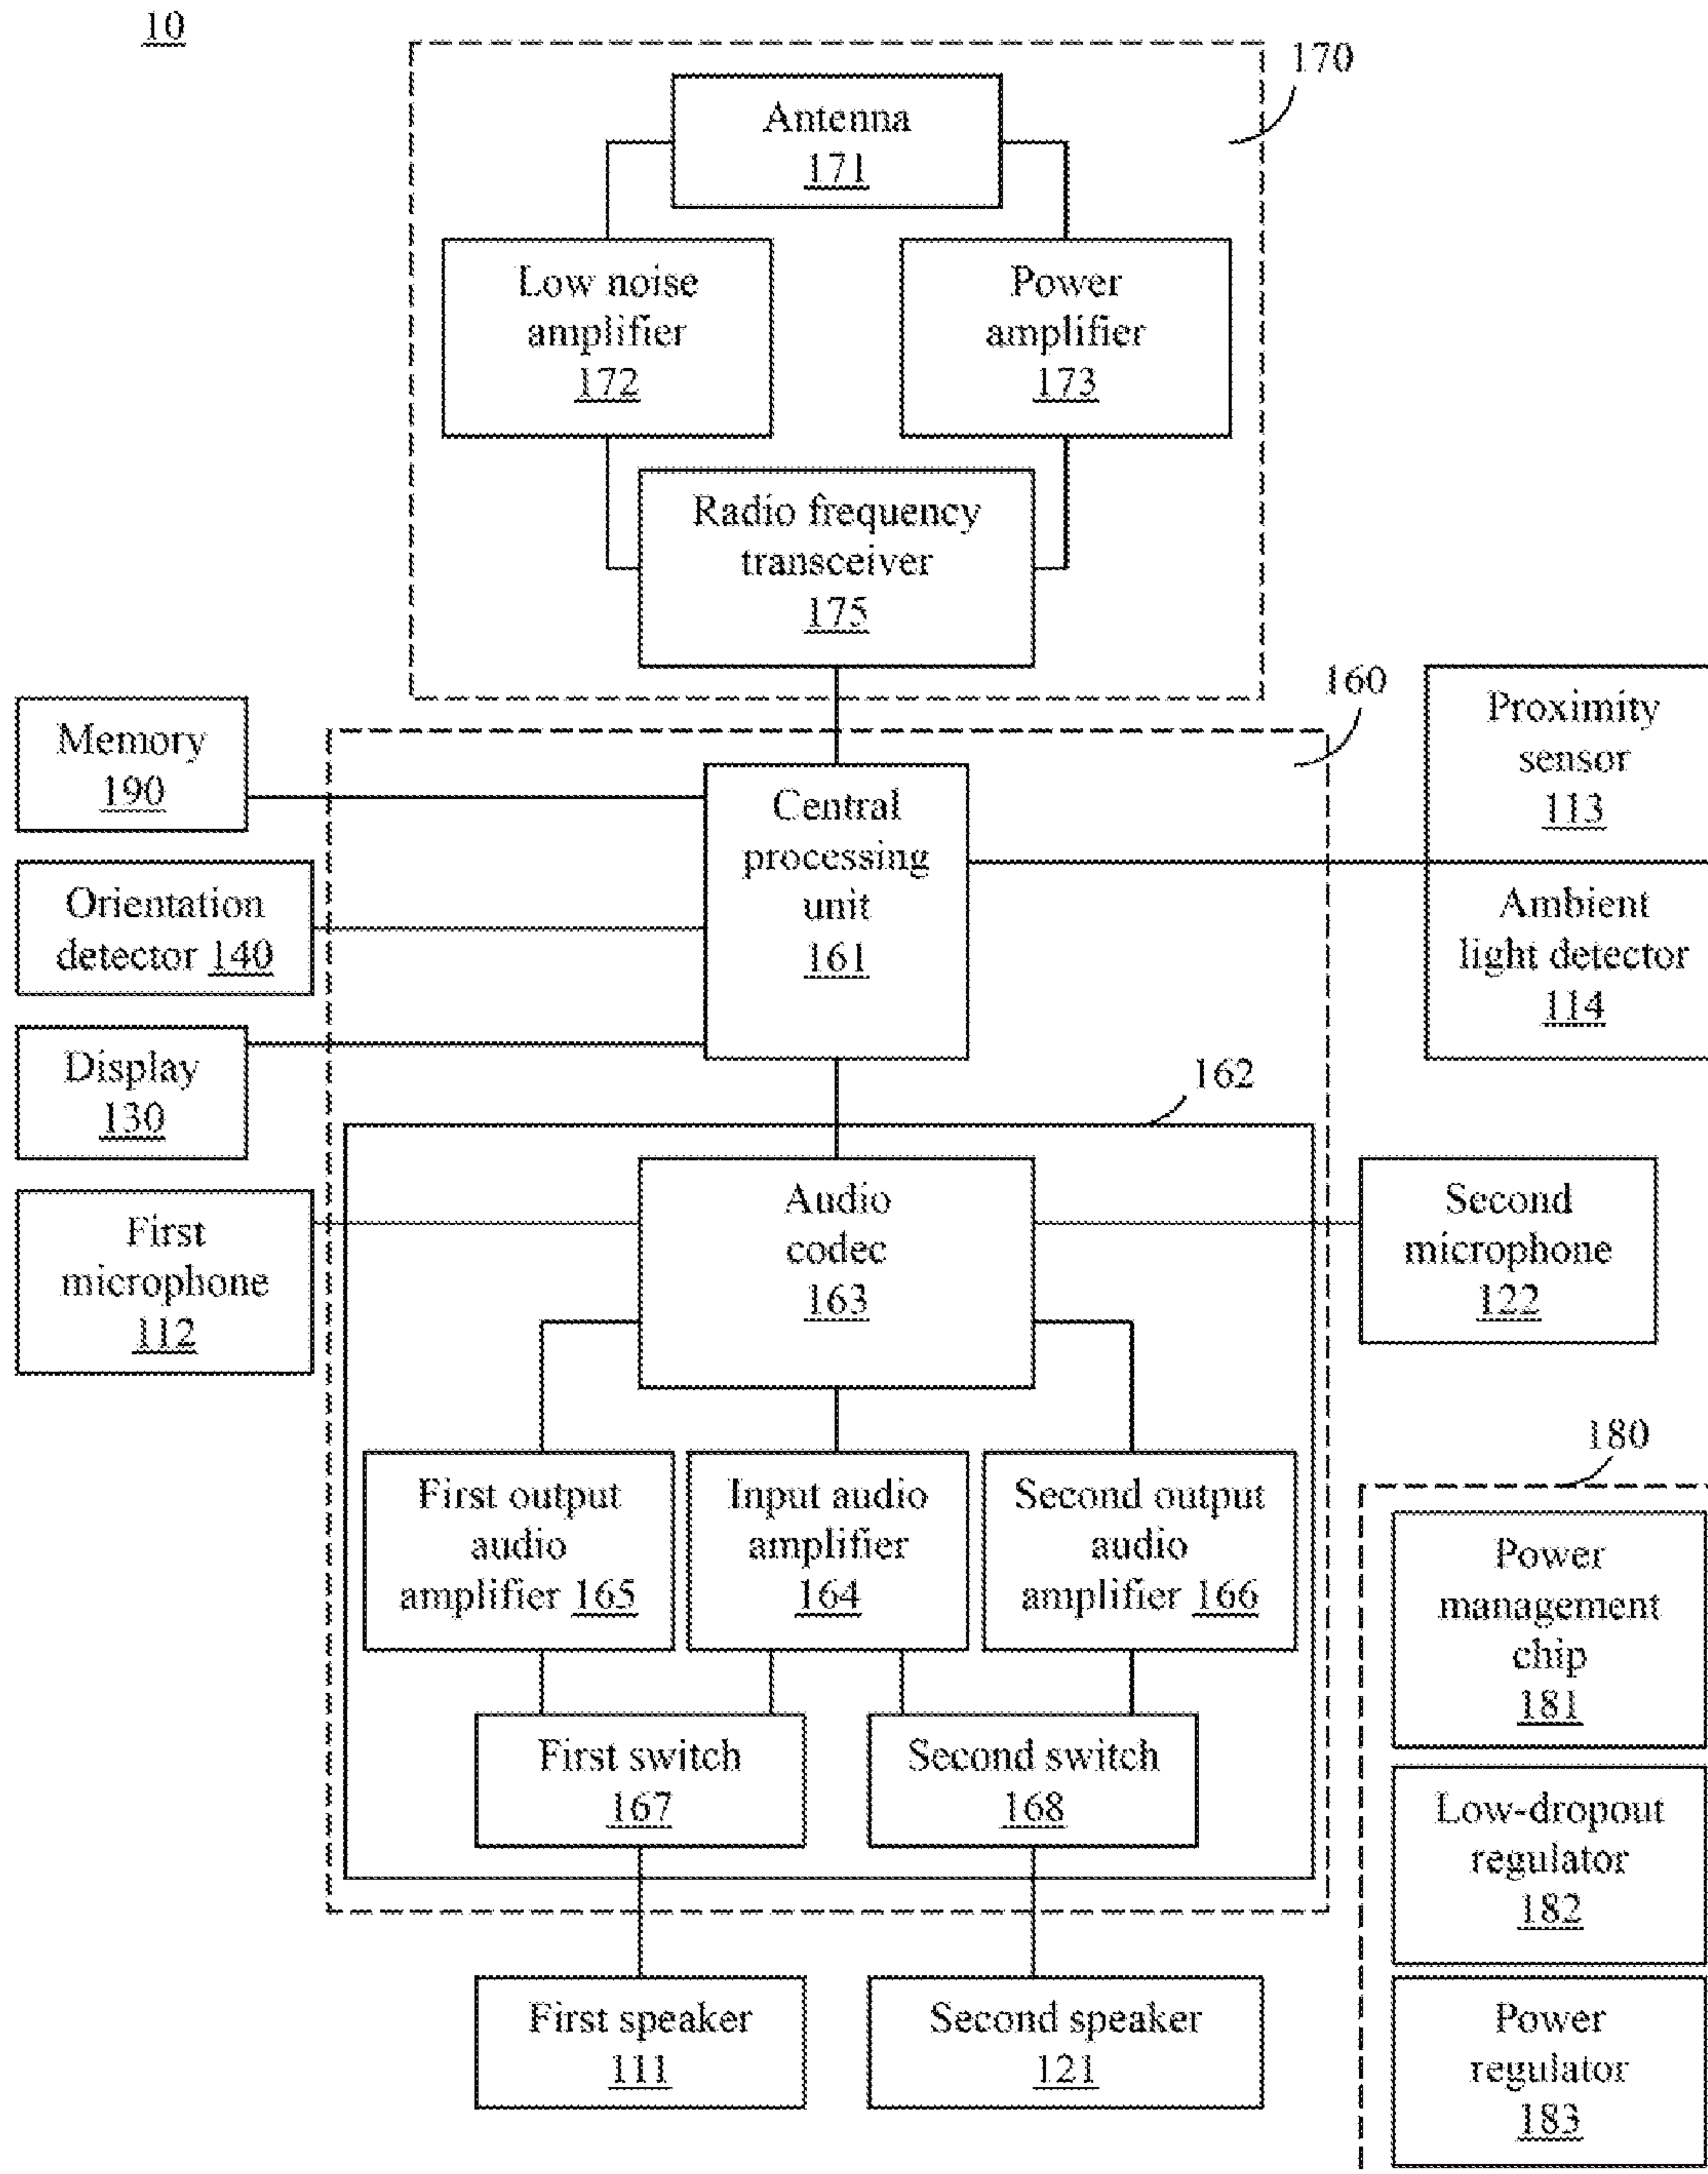 10
170
Antenna
171
Low noise
amplifier
172
Power
amplifier
173
Radio frequency
transceiver
175
160
Memory
190
Central
processing
unit
161
Proximity
sensor
113
Orientation
detector 140
Ambient
light detector
114
Display
130
162
First
microphone
112
Audio
codec
163
Second
microphone
122
180
First output
audio
amplifier 165
Input audio
amplifier
164
Second output
audio
amplifier 166
Power
management
chip
181
First switch
167
Second switch
168
Low-dropout
regulator
182
First speaker
111
Second speaker
121
Power
regulator
183